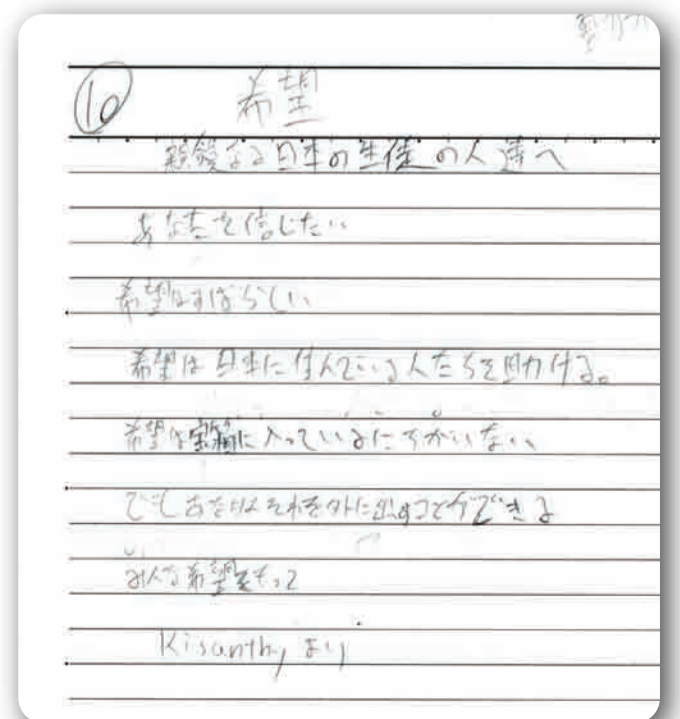 ⑩ 希望
親愛なる日本の生徒の人達へ
あなたを信じたい
希望はすばらしい
希望は日本に住んでいる人たちを助ける。
希望は宝箱に入っているにちがいない
でもあなたはそれを外に出すことができる
みんな希望をもって
Kisanthy より